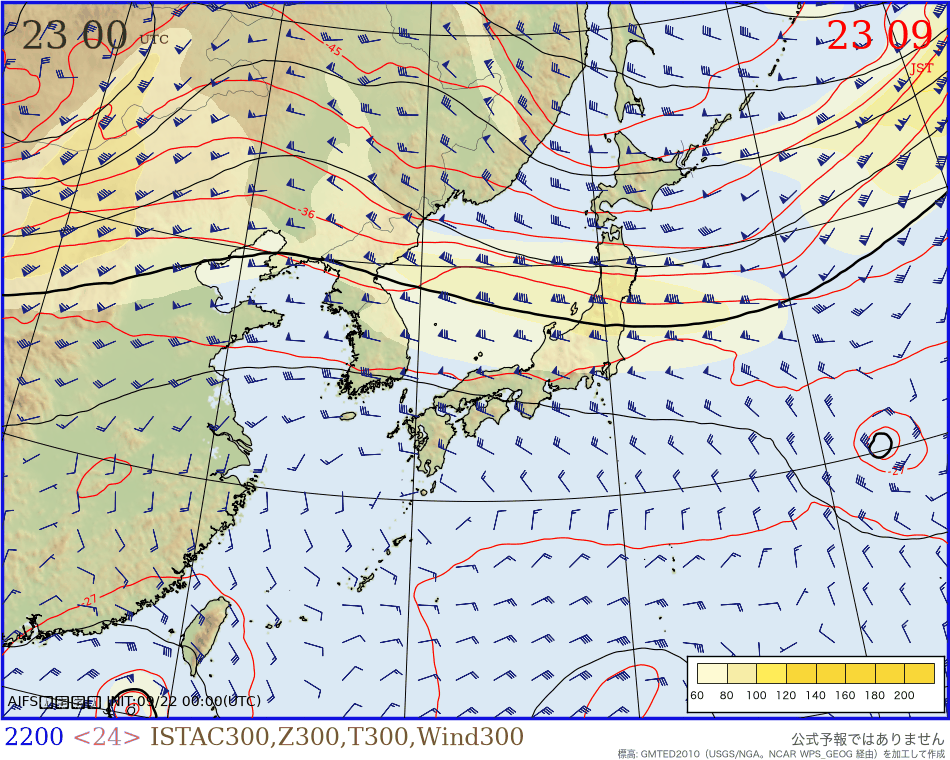 23 00 UTC
23 09
JST
-45
-36
-27
-27
60 80 100 120 140 160 180 200
AIFS INIT:09/22 00:00(UTC)
2200 <24> ISTAC300,Z300,T300,Wind300
公式予報ではありません
標高: GMTED2010（USGS/NGA。NCAR WPS_GEOG 経由）を加工して作成